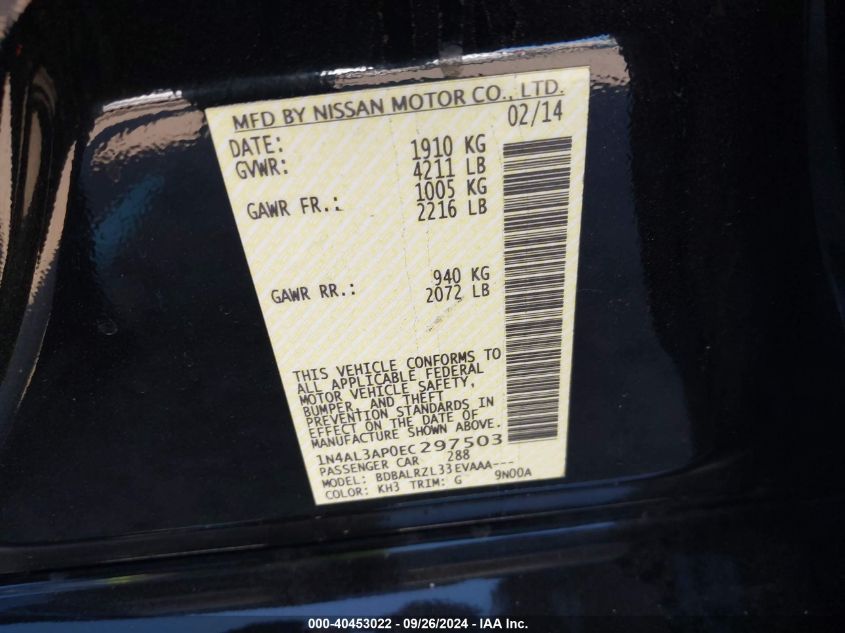 MFD BY NISSAN MOTOR CO., LTD.
DATE: 02/14
GVWR: 1910 KG
4211 LB
GAWR FR.: 1005 KG
2216 LB
GAWR RR.: 940 KG
2072 LB
THIS VEHICLE CONFORMS TO
ALL APPLICABLE FEDERAL
MOTOR VEHICLE SAFETY,
BUMPER, AND THEFT
PREVENTION STANDARDS IN
EFFECT ON THE DATE OF
MANUFACTURE SHOWN ABOVE.
1N4AL3AP0EC297503
PASSENGER CAR 288
MODEL: BDBALRZL33EVAAA---
COLOR: KH3 TRIM: G 9N00A
000-40453022 - 09/26/2024 - IAA Inc.